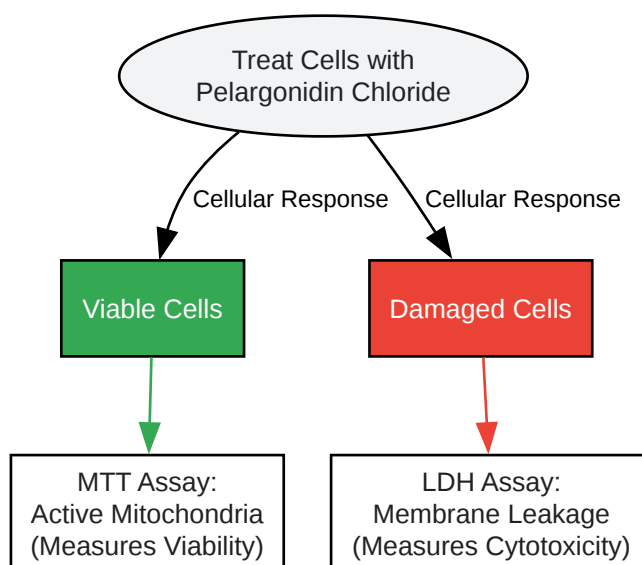 Treat Cells with
Pelargonidin Chloride
Cellular Response
Cellular Response
Viable Cells
Damaged Cells
MTT Assay:
Active Mitochondria
(Measures Viability)
LDH Assay:
Membrane Leakage
(Measures Cytotoxicity)